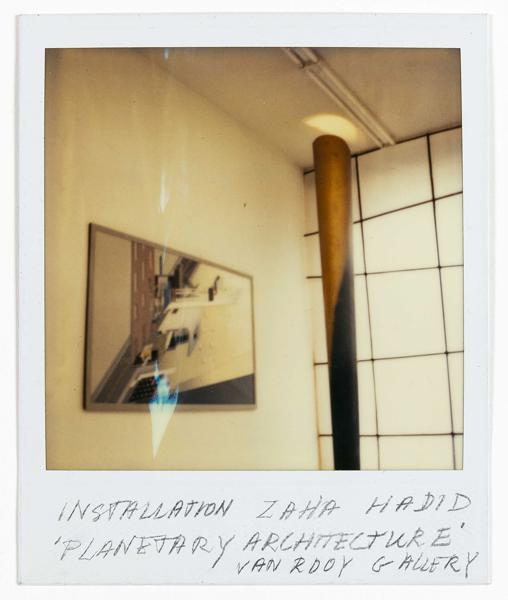 INSTALLATION ZAHA HADID
'PLANETARY ARCHITECTURE'
VAN ROOY GALLERY